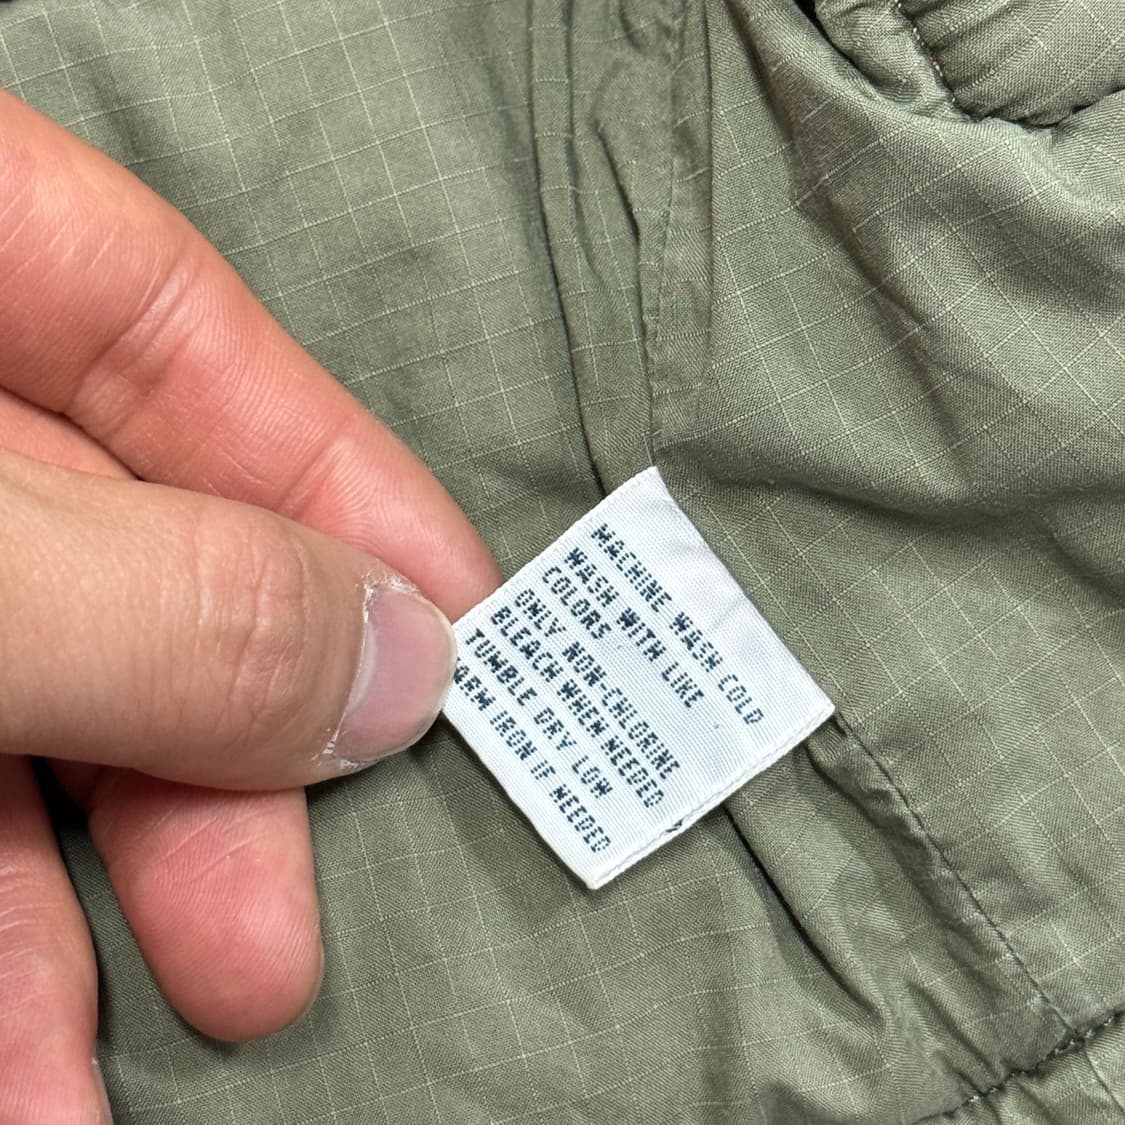 MACHINE WASH COLD
WASH WITH LIKE
COLORS
ONLY NON-CHLORINE
BLEACH WHEN NEEDED
TUMBLE DRY LOW
ARM IRON IF NEEDED